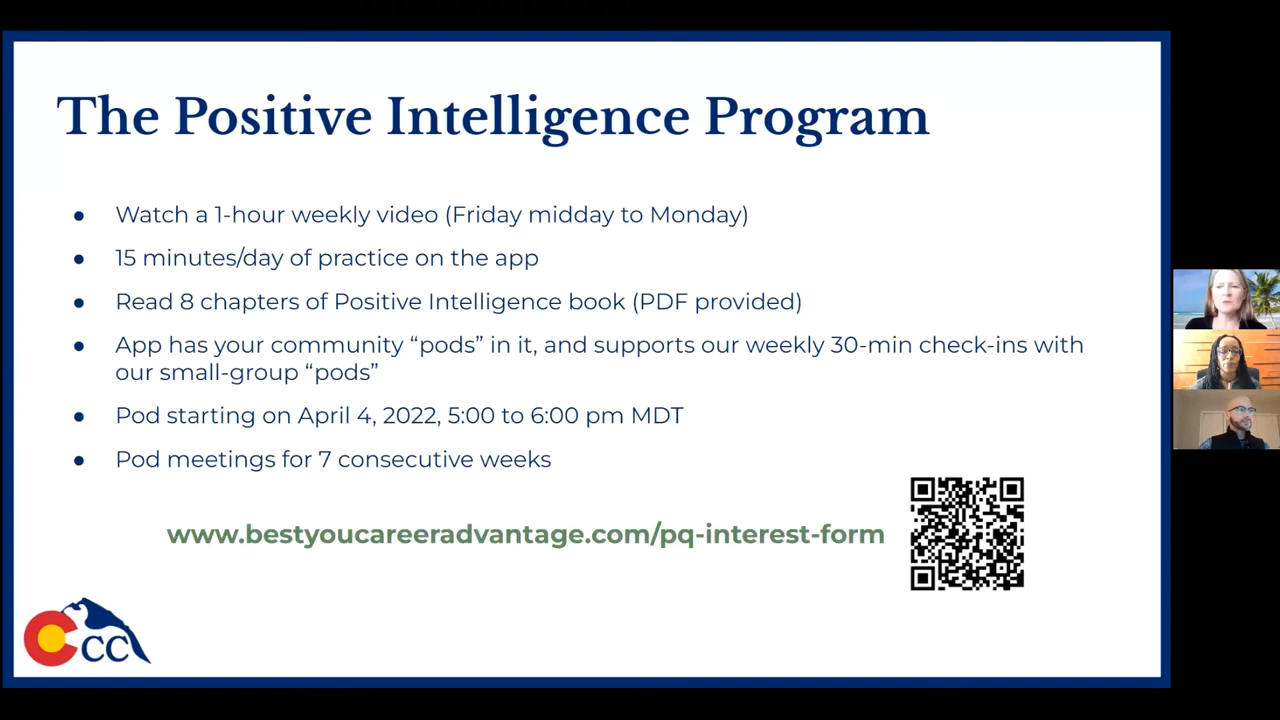 The Positive Intelligence Program
● Watch a 1-hour weekly video (Friday midday to Monday)
● 15 minutes/day of practice on the app
● Read 8 chapters of Positive Intelligence book (PDF provided)
● App has your community “pods” in it, and supports our weekly 30-min check-ins with
our small-group “pods”
● Pod starting on April 4, 2022, 5:00 to 6:00 pm MDT
● Pod meetings for 7 consecutive weeks
www.bestyoucareeradvantage.com/pq-interest-form
CCC